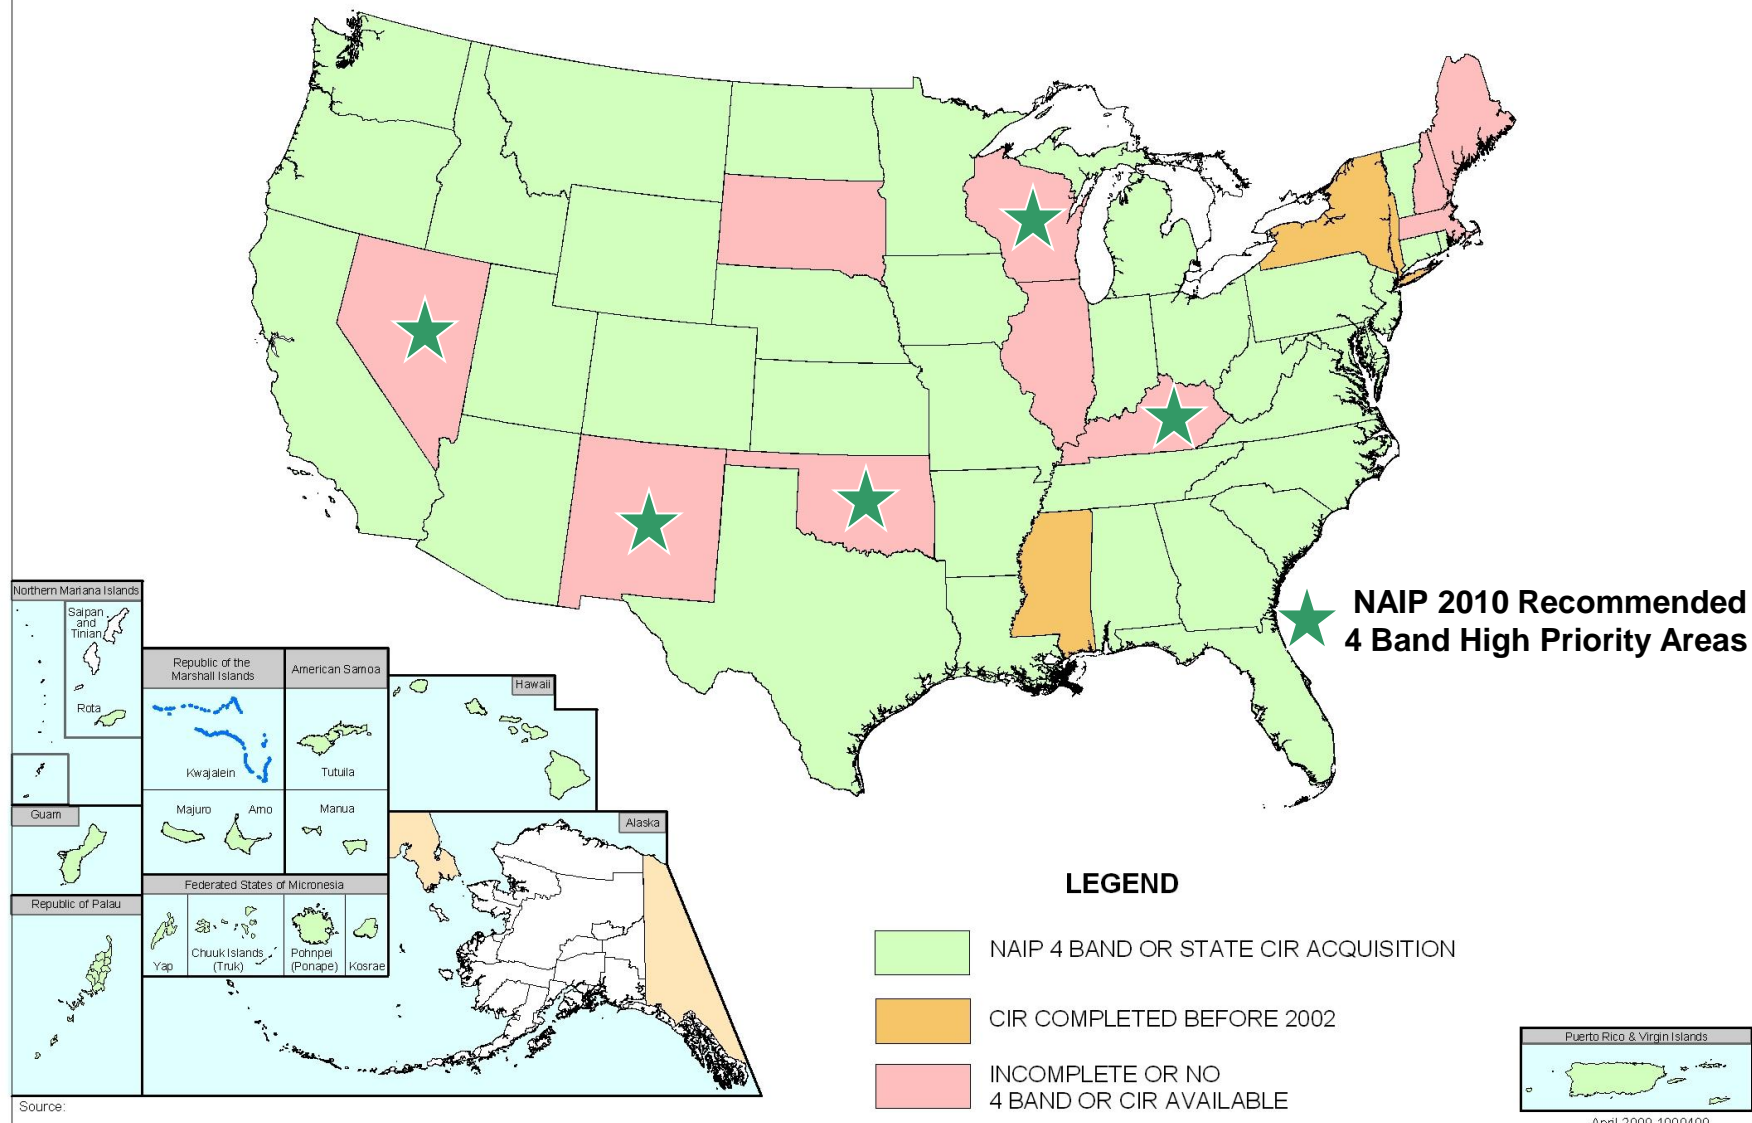 NAIP 2010 Recommended
4 Band High Priority Areas
Northern Mariana Islands
Saipan
and
Tinian
Rota
Republic of the
Marshall Islands
American Samoa
Hawaii
Kwajalein
Tutuila
Majuro
Arno
Manua
Guam
Alaska
Federated States of Micronesia
Republic of Palau
Yap
Chuuk Islands
(Truk)
Pohnpei
(Ponape)
Kosrae
LEGEND
NAIP 4 BAND OR STATE CIR ACQUISITION
CIR COMPLETED BEFORE 2002
INCOMPLETE OR NO
4 BAND OR CIR AVAILABLE
Puerto Rico & Virgin Islands
Source: